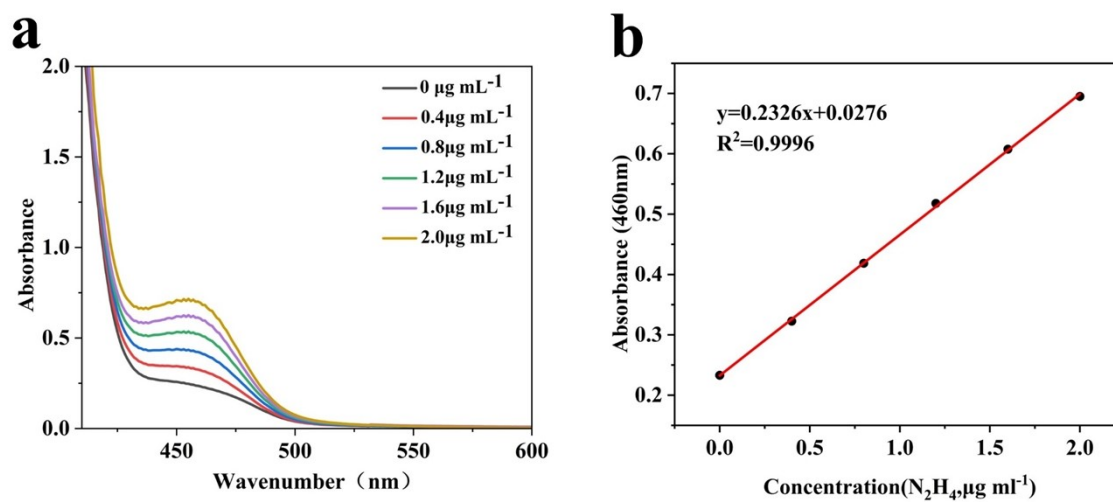 a
2.0
1.5
1.0
0.5
0.0
Absorbance
0 μg mL-1
0.4μg mL-1
0.8μg mL-1
1.2μg mL-1
1.6μg mL-1
2.0μg mL-1
450
500
550
600
Wavenumber（nm）
b
0.7
0.6
0.5
0.4
0.3
0.2
Absorbance (460nm)
y=0.2326x+0.0276
R2=0.9996
0.0
0.5
1.0
1.5
2.0
Concentration(N2H4,μg ml-1)